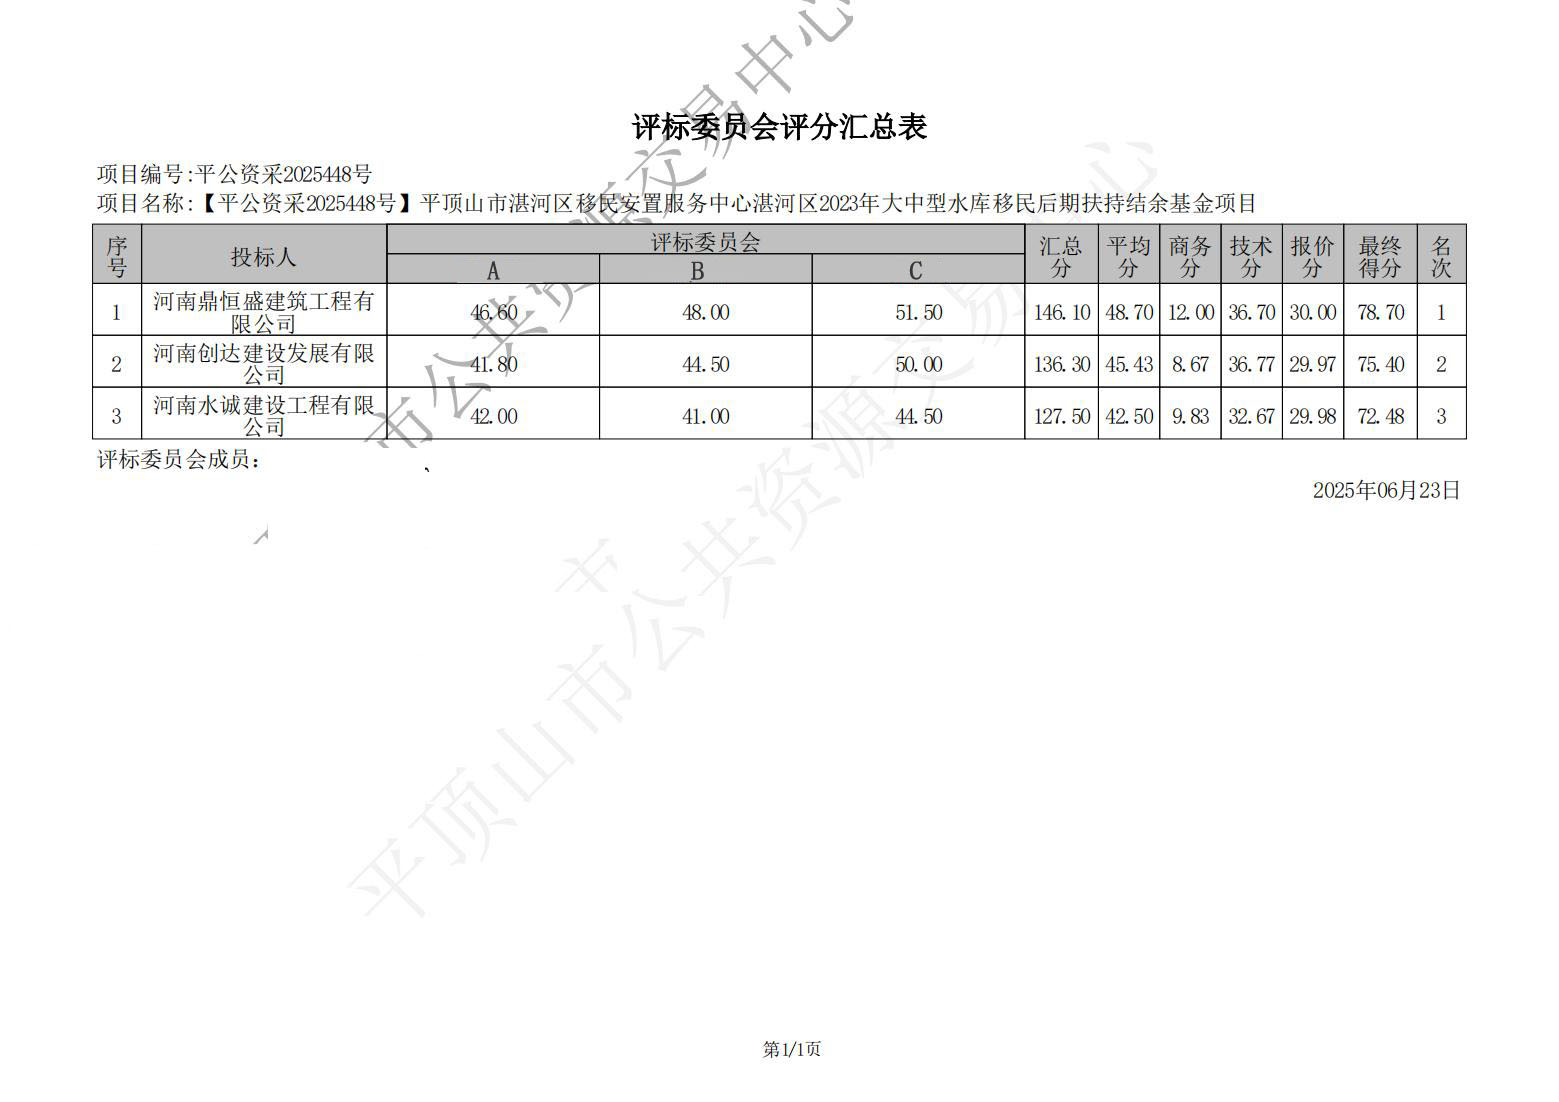 评标委员会评分汇总表
项目编号:平公资采2025448号
项目名称:【平公资采2025448号】平顶山市湛河区移民安置服务中心湛河区2023年大中型水库移民后期扶持结余基金项目
序号 投标人 评标委员会 汇总分 平均分 商务分 技术分 报价分 最终得分 名次
A B C
1 河南鼎恒盛建筑工程有限公司 46.60 48.00 51.50 146.10 48.70 12.00 36.70 30.00 78.70 1
2 河南创达建设发展有限公司 41.80 44.50 50.00 136.30 45.43 8.67 36.77 29.97 75.40 2
3 河南水诚建设工程有限公司 42.00 41.00 44.50 127.50 42.50 9.83 32.67 29.98 72.48 3
评标委员会成员：
2025年06月23日
平顶山市公共资源交易中心
市公共资源交易中心
第1/1页